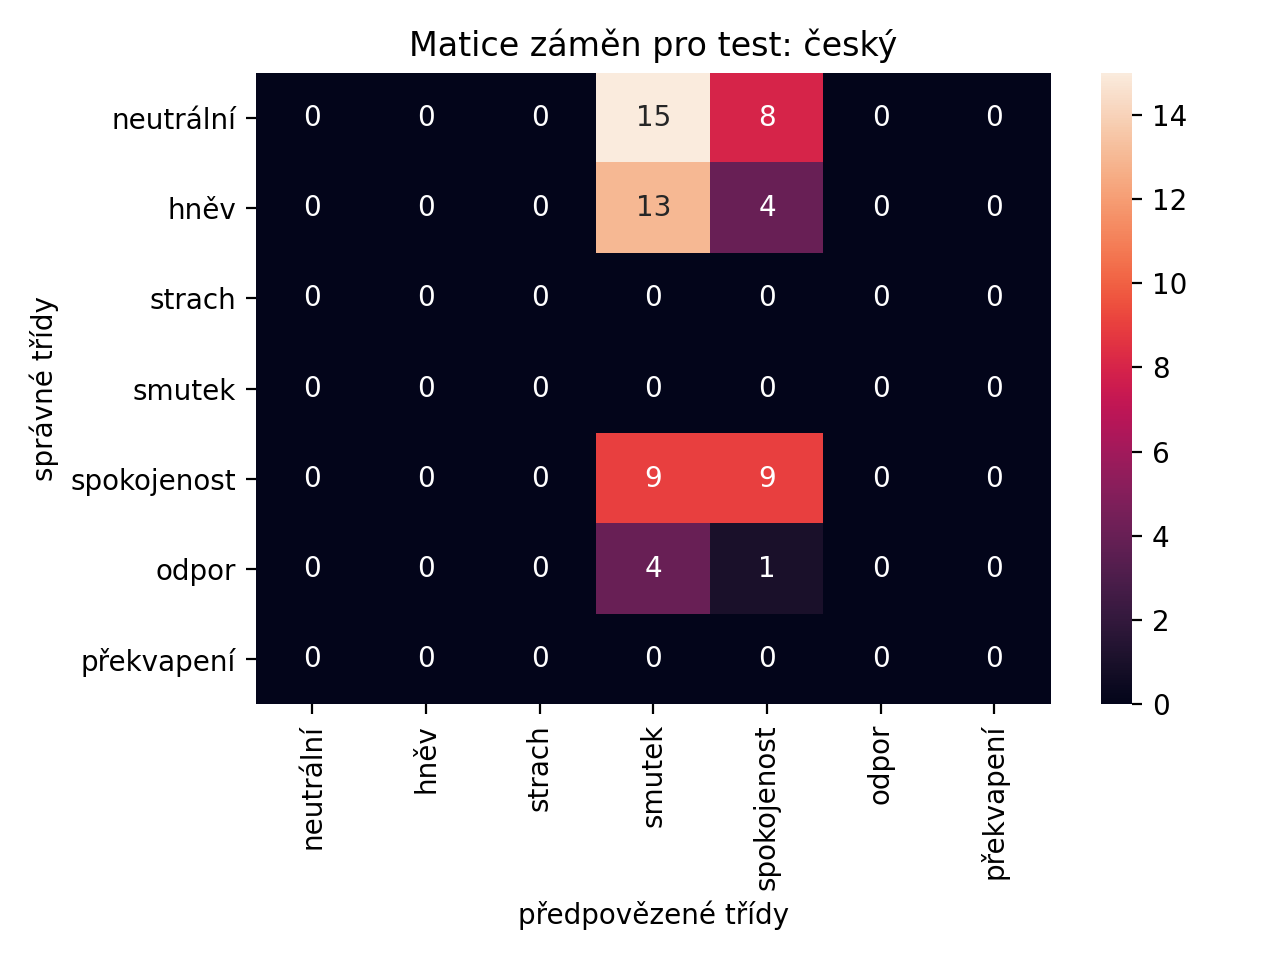 Matice záměn pro test: český
neutrální 0 0 0 15 8 0 0
hněv 0 0 0 13 4 0 0
strach 0 0 0 0 0 0 0
smutek 0 0 0 0 0 0 0
spokojenost 0 0 0 9 9 0 0
odpor 0 0 0 4 1 0 0
překvapení 0 0 0 0 0 0 0
správné třídy
neutrální
hněv
strach
smutek
spokojenost
odpor
překvapení
předpovězené třídy
14
12
10
8
6
4
2
0